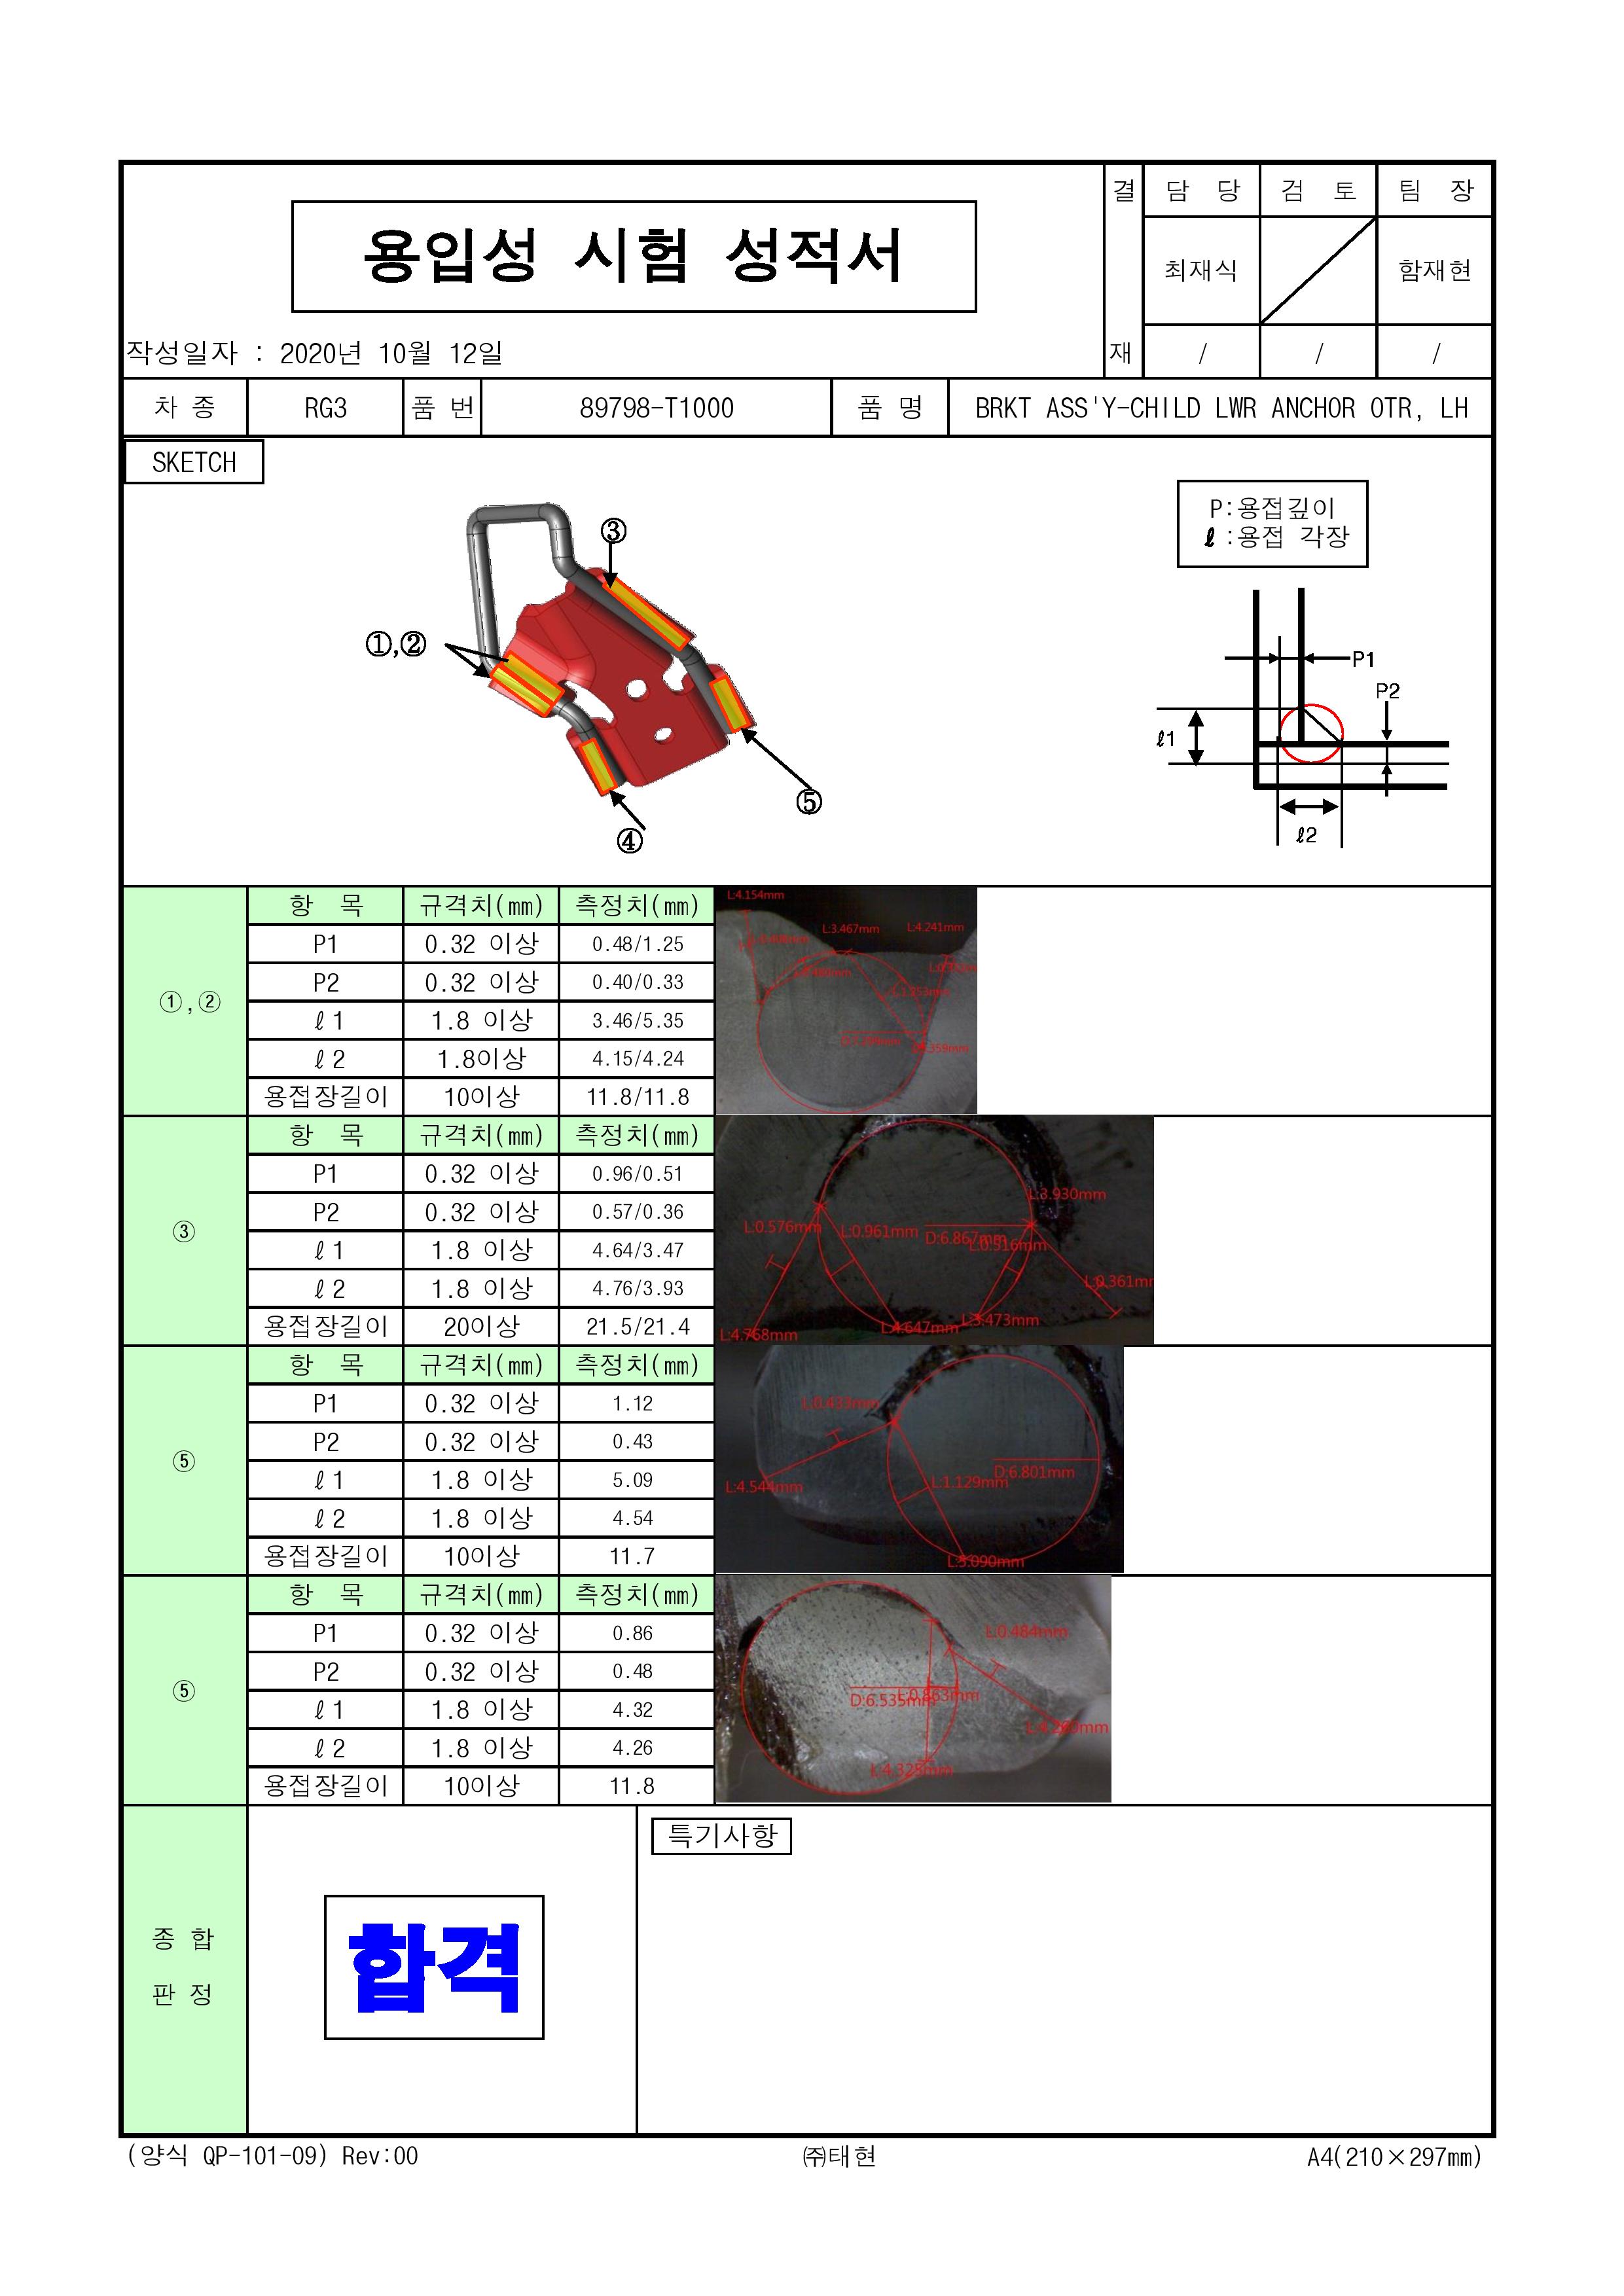 용입성 시험 성적서
작성일자 : 2020년 10월 12일
결 재
담 당 검 토 팀 장
최재식 함재현
/ / /
차 종 RG3 품 번 89798-T1000 품 명 BRKT ASS'Y-CHILD LWR ANCHOR OTR, LH
SKETCH
③
①,②
⑤
④
P:용접깊이
ℓ :용접 각장
P1
P2
ℓ1
ℓ2
①,②
항 목 규격치(㎜) 측정치(㎜)
P1 0.32 이상 0.48/1.25
P2 0.32 이상 0.40/0.33
ℓ1 1.8 이상 3.46/5.35
ℓ2 1.8이상 4.15/4.24
용접장길이 10이상 11.8/11.8
L:4.154mm
L:3.467mm
L:4.241mm
③
항 목 규격치(㎜) 측정치(㎜)
P1 0.32 이상 0.96/0.51
P2 0.32 이상 0.57/0.36
ℓ1 1.8 이상 4.64/3.47
ℓ2 1.8 이상 4.76/3.93
용접장길이 20이상 21.5/21.4
L:3.930mm
L:0.576mm
L:0.961mm
D:6.867mm
L:0.516mm
L:0.361mm
L:4.768mm
L:4.647mm
L:3.473mm
⑤
항 목 규격치(㎜) 측정치(㎜)
P1 0.32 이상 1.12
P2 0.32 이상 0.43
ℓ1 1.8 이상 5.09
ℓ2 1.8 이상 4.54
용접장길이 10이상 11.7
L:0.433mm
D:6.801mm
L:4.544mm
L:1.129mm
L:5.090mm
⑤
항 목 규격치(㎜) 측정치(㎜)
P1 0.32 이상 0.86
P2 0.32 이상 0.48
ℓ1 1.8 이상 4.32
ℓ2 1.8 이상 4.26
용접장길이 10이상 11.8
L:0.484mm
D:6.535mm
L:0.863mm
종 합
판 정
합격
특기사항
(양식 QP-101-09) Rev:00 ㈜태현 A4(210×297㎜)